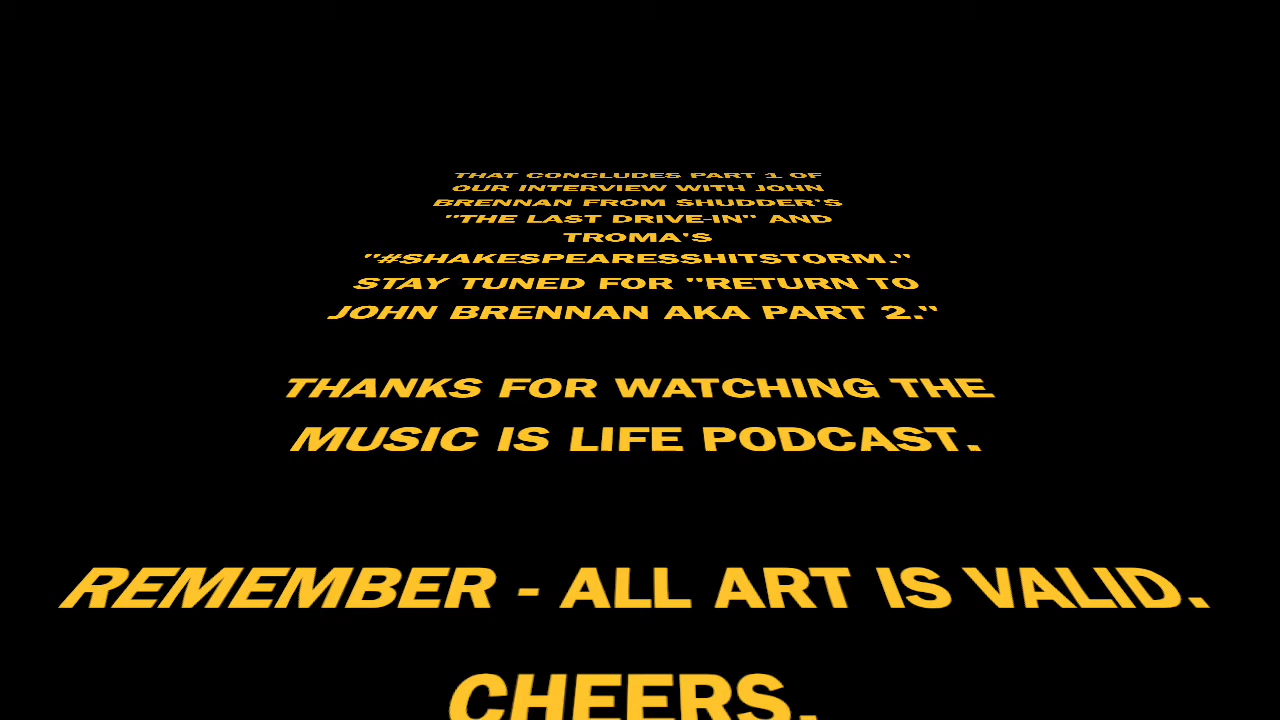 THAT CONCLUDES PART 1 OF
OUR INTERVIEW WITH JOHN
BRENNAN FROM SHUDDER'S
"THE LAST DRIVE-IN" AND
TROMA'S
"#SHAKESPEARESSHITSTORM."
STAY TUNED FOR "RETURN TO
JOHN BRENNAN AKA PART 2."
THANKS FOR WATCHING THE
MUSIC IS LIFE PODCAST.
REMEMBER - ALL ART IS VALID.
CHEERS.